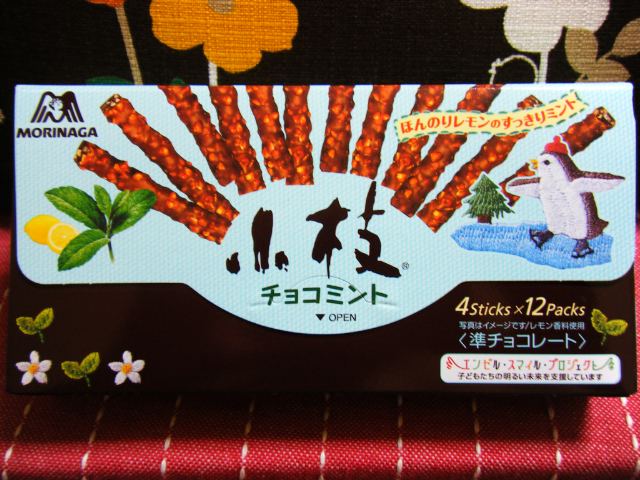 MORINAGA
ほんのりレモンのすっきりミント
小枝®
チョコミント
▼ OPEN
4Sticks×12Packs
写真はイメージです/レモン香料使用
〈準チョコレート〉
エンゼル・スマイル・プロジェクト
子どもたちの明るい未来を支援しています